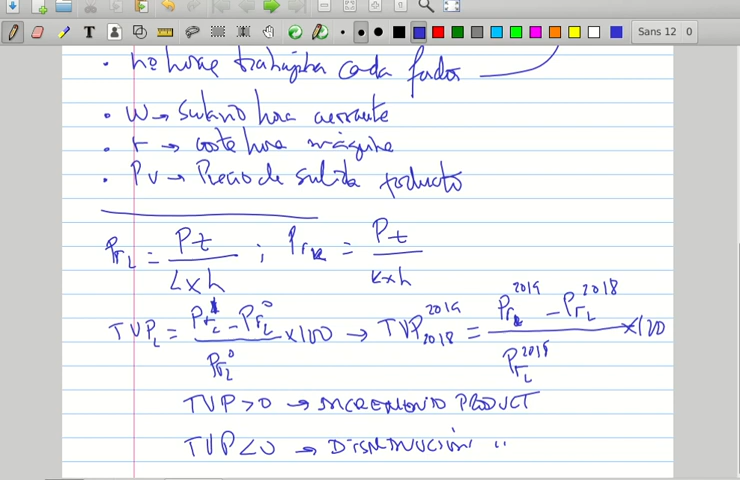 Sans 12 0
· nº horas trabajadas cada factor
· W → Salario hora
· r → coste hora máquina
· Pv → Precio de salida producto
PrL = Pt / L x h ; PrK = Pt / K x h
TVPL = PrL¹ - PrL⁰ / PrL⁰ x 100 → TVP 2019 2018 = Pr 2019 - PrL 2018 / PrL 2018 x 100
TVP > 0 → INCREMENTO PRODUCT
TVP < 0 → DISMINUCIÓN "